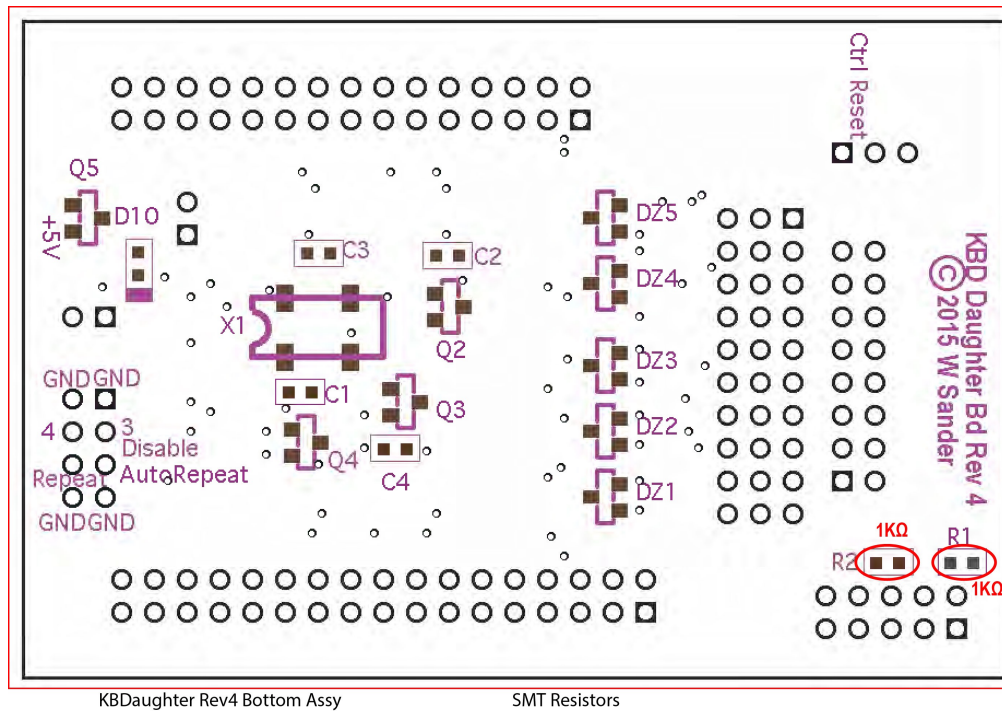 Ctrl Reset
Q5
D10
+5V
DZ5
C3
C2
KBD Daughter Bd Rev 4
© 2015 W Sander
DZ4
X1
Q2
DZ3
GND GND
C1
Q3
4
3
Disable
DZ2
Q4
Repeat
AutoRepeat
C4
DZ1
GND GND
1KΩ
R1
R2
1KΩ
KBDaughter Rev4 Bottom Assy
SMT Resistors